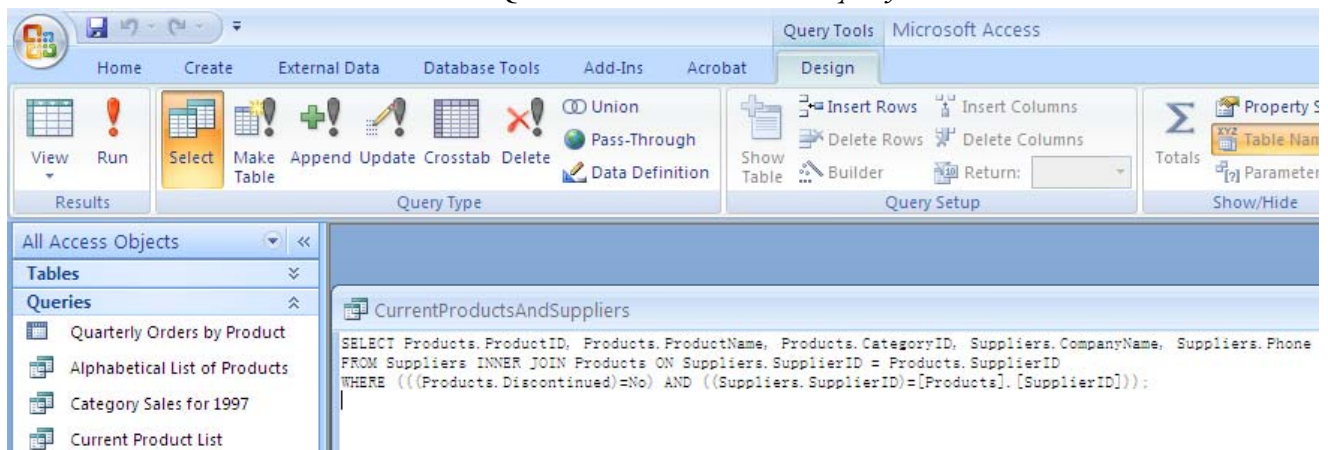 Query Tools Microsoft Access
Home Create External Data Database Tools Add-Ins Acrobat Design
View Run Select Make Table Append Update Crosstab Delete
Union
Pass-Through
Data Definition
Show Table
Insert Rows
Delete Rows
Builder
Insert Columns
Delete Columns
Return:
Σ Totals
Property S
XYZ Table Nam
[?] Parameter
Results Query Type Query Setup Show/Hide
All Access Objects
Tables
Queries
Quarterly Orders by Product
Alphabetical List of Products
Category Sales for 1997
Current Product List
CurrentProductsAndSuppliers
SELECT Products.ProductID, Products.ProductName, Products.CategoryID, Suppliers.CompanyName, Suppliers.Phone
FROM Suppliers INNER JOIN Products ON Suppliers.SupplierID = Products.SupplierID
WHERE (((Products.Discontinued)=No) AND ((Suppliers.SupplierID)=[Products].[SupplierID]));